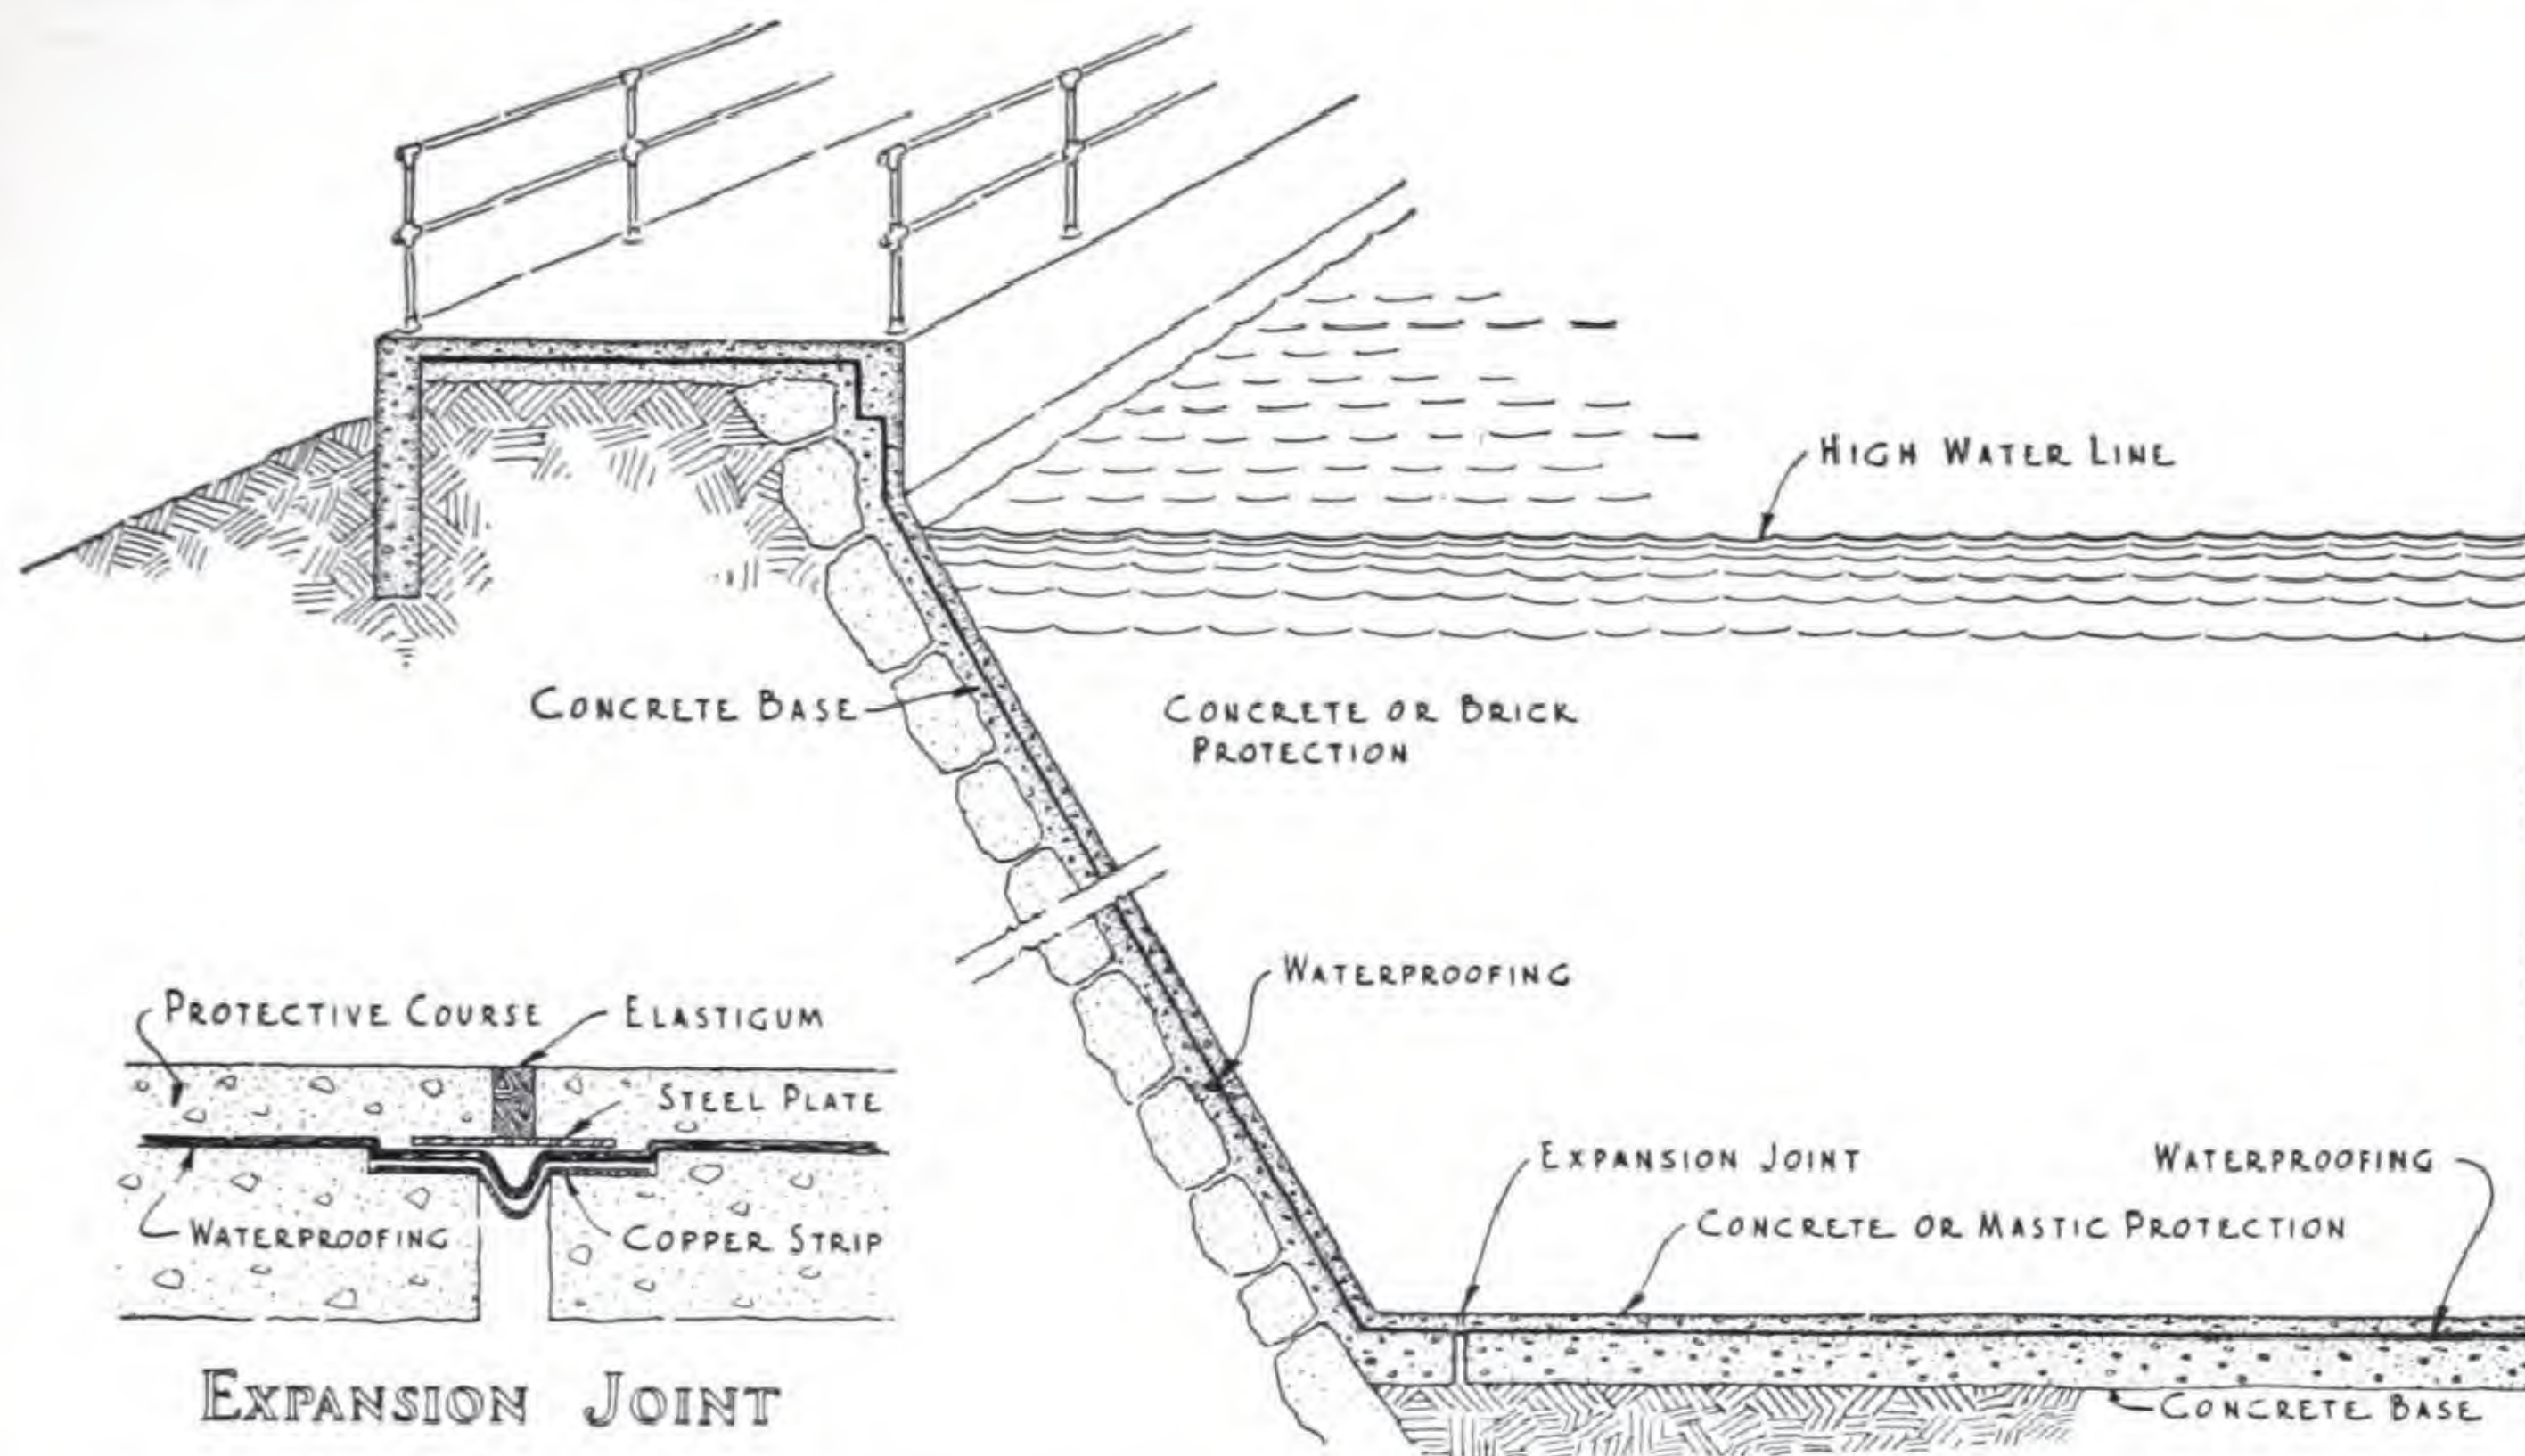 HIGH WATER LINE
CONCRETE BASE
CONCRETE OR BRICK
PROTECTION
WATERPROOFING
PROTECTIVE COURSE
ELASTIGUM
STEEL PLATE
WATERPROOFING
COPPER STRIP
EXPANSION JOINT
EXPANSION JOINT
WATERPROOFING
CONCRETE OR MASTIC PROTECTION
CONCRETE BASE